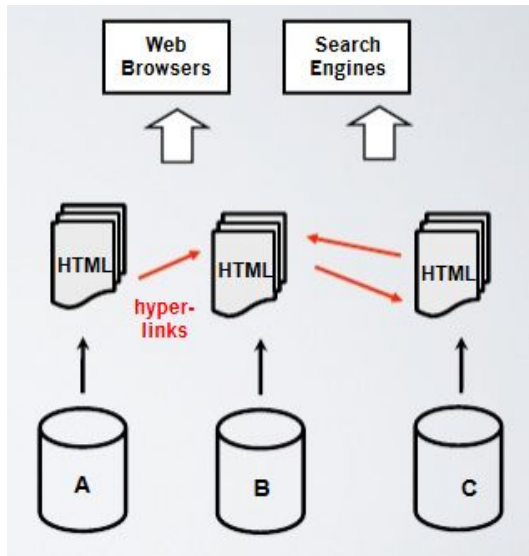 Web
Browsers
Search
Engines
HTML
HTML
HTML
hyper-
links
A
B
C